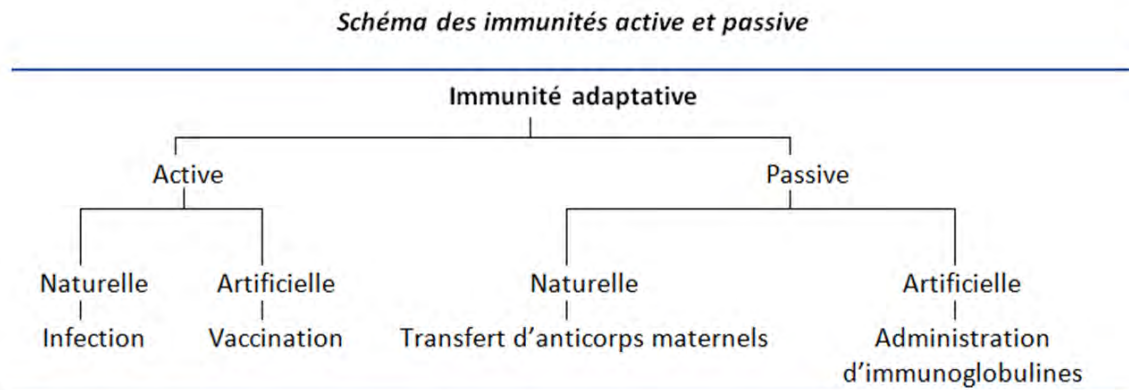 Schéma des immunités active et passive
Immunité adaptative
Active
Passive
Naturelle
Artificielle
Naturelle
Artificielle
Infection
Vaccination
Transfert d'anticorps maternels
Administration
d'immunoglobulines